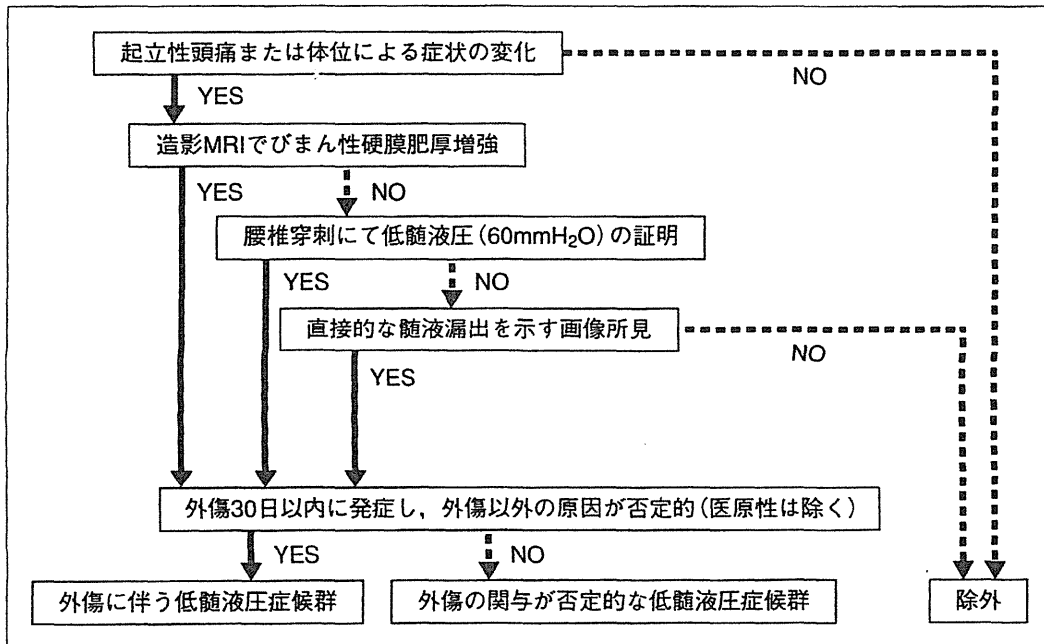 起立性頭痛または体位による症状の変化
NO
YES
造影MRIでびまん性硬膜肥厚増強
YES
NO
腰椎穿刺にて低髄液圧(60mmH₂O)の証明
YES
NO
直接的な髄液漏出を示す画像所見
NO
YES
外傷30日以内に発症し,外傷以外の原因が否定的(医原性は除く)
YES
NO
外傷に伴う低髄液圧症候群
外傷の関与が否定的な低髄液圧症候群
除外